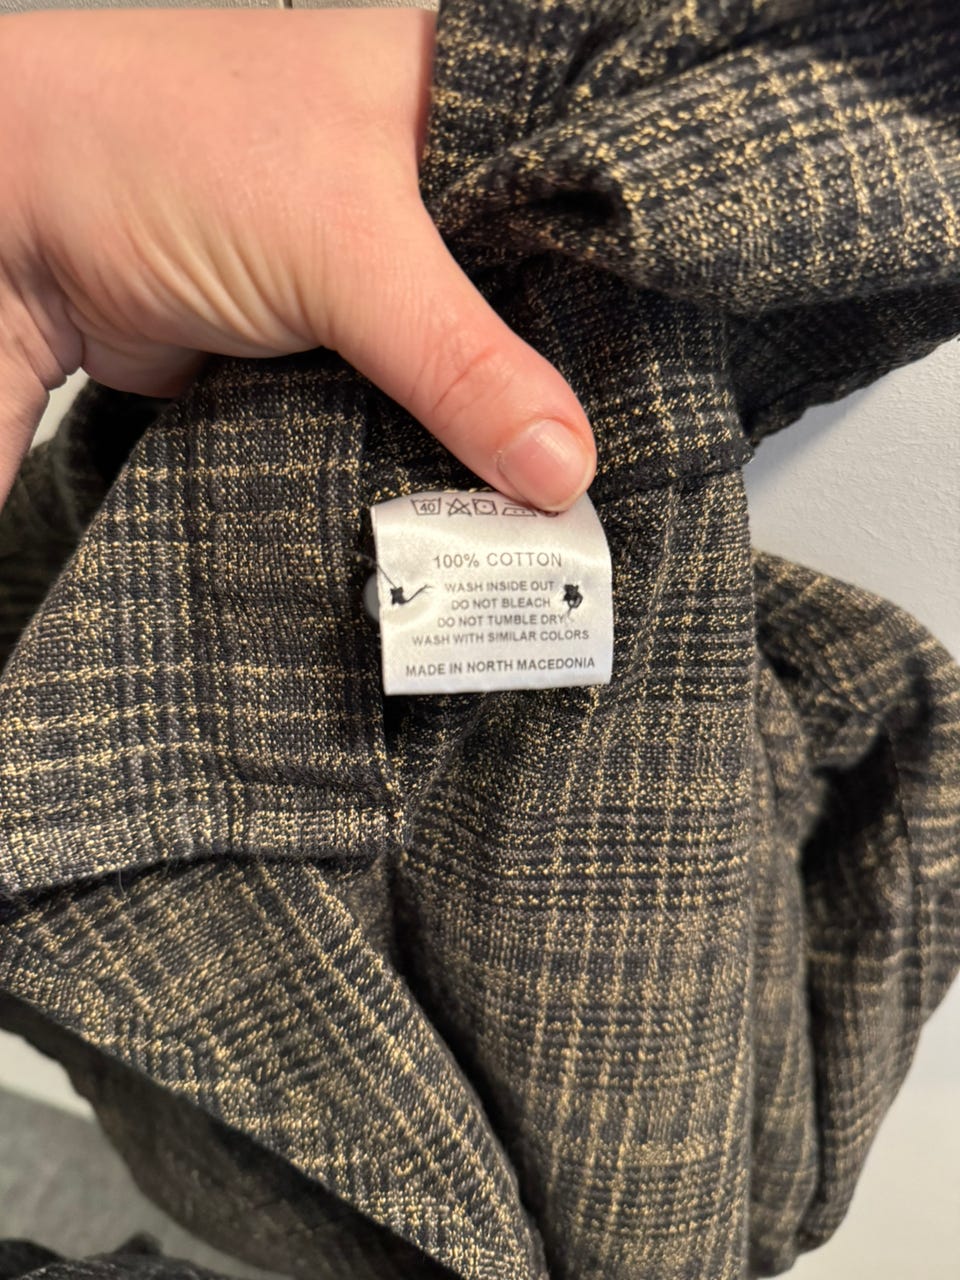 40
100% COTTON
WASH INSIDE OUT
DO NOT BLEACH
DO NOT TUMBLE DRY
WASH WITH SIMILAR COLORS
MADE IN NORTH MACEDONIA